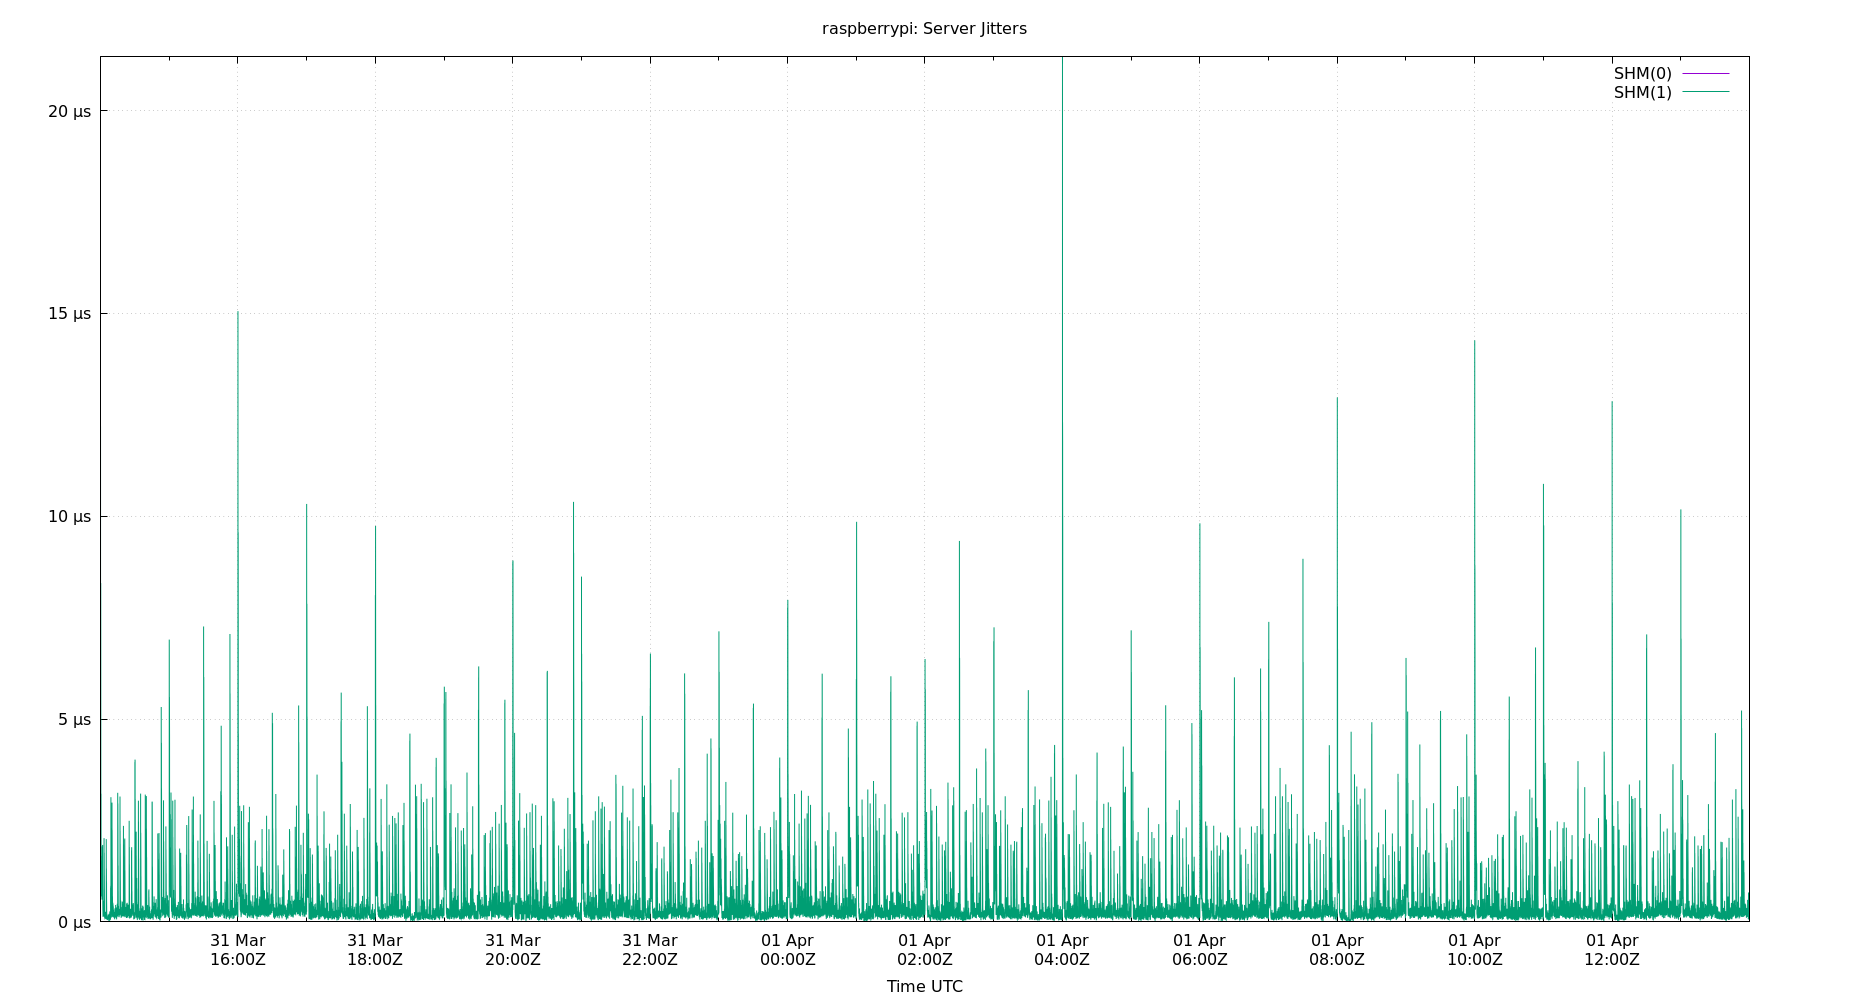 raspberrypi: Server Jitters
SHM(0)
SHM(1)
20 µs
15 µs
10 µs
5 µs
0 µs
31 Mar 31 Mar 31 Mar 31 Mar 01 Apr 01 Apr 01 Apr 01 Apr 01 Apr 01 Apr 01 Apr
16:00Z 18:00Z 20:00Z 22:00Z 00:00Z 02:00Z 04:00Z 06:00Z 08:00Z 10:00Z 12:00Z
Time UTC